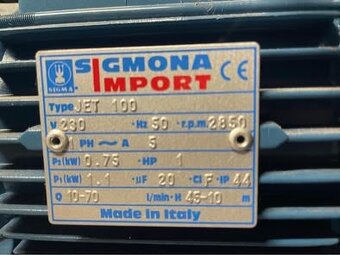 SIGMONA
IMPORT CE
SIGMA
Type JET 100
V 230 Hz 50 r.p.m. 2850
1 PH ~ A 5
P2 (kW) 0.75 HP 1
P1 (kW) 1.1 µF 20 Cl F IP 44
Q 10-70 l/min - H 45-10 m
Made in Italy